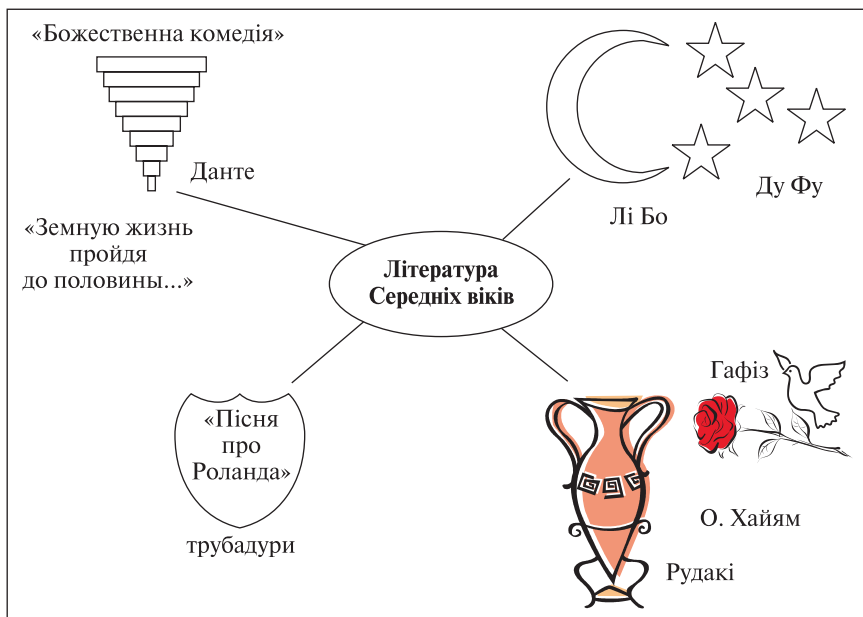 «Божественна комедія»
Данте
«Земную жизнь
пройдя
до половины...»
Лі Бо
Ду Фу
Література
Середніх віків
«Пісня
про
Роланда»
трубадури
Гафіз
О. Хайям
Рудакі